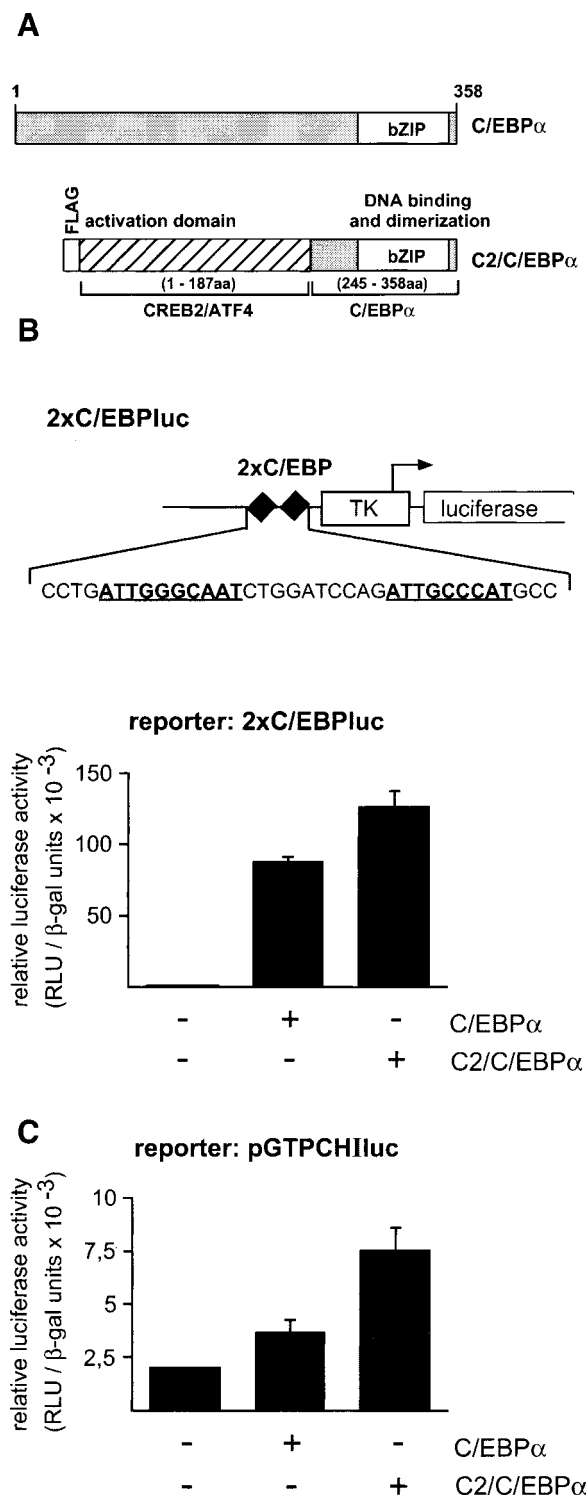 A
1 358
bZIP C/EBPα
FLAG
activation domain
DNA binding
and dimerization
bZIP C2/C/EBPα
(1 - 187aa) (245 - 358aa)
CREB2/ATF4 C/EBPα
B
2xC/EBPluc
2xC/EBP
TK luciferase
CCTGATTGGGCAATCTGGATCCAGATTGCCCATGCC
reporter: 2xC/EBPluc
relative luciferase activity
(RLU / β-gal units x 10 -3)
150
100
50
- + - C/EBPα
- - + C2/C/EBPα
C
reporter: pGTPCHIluc
relative luciferase activity
(RLU / β-gal units x 10 -3)
10
7,5
5
2,5
- + - C/EBPα
- - + C2/C/EBPα